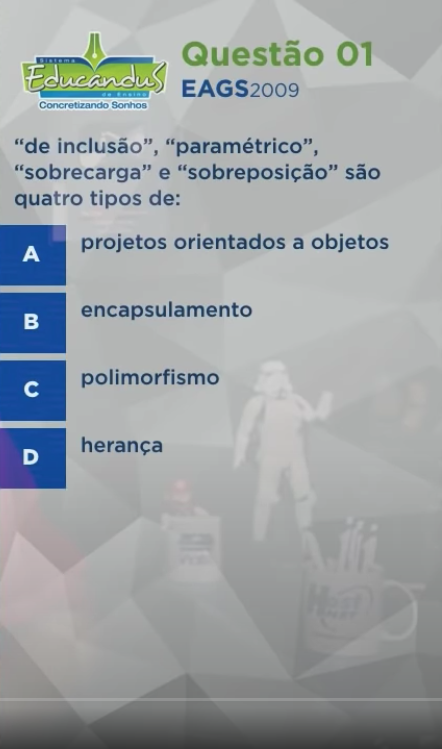 Sistema
Educandus
de Ensino
Concretizando Sonhos
Questão 01
EAGS2009
“de inclusão”, “paramétrico”,
“sobrecarga” e “sobreposição” são
quatro tipos de:
A
projetos orientados a objetos
B
encapsulamento
C
polimorfismo
D
herança